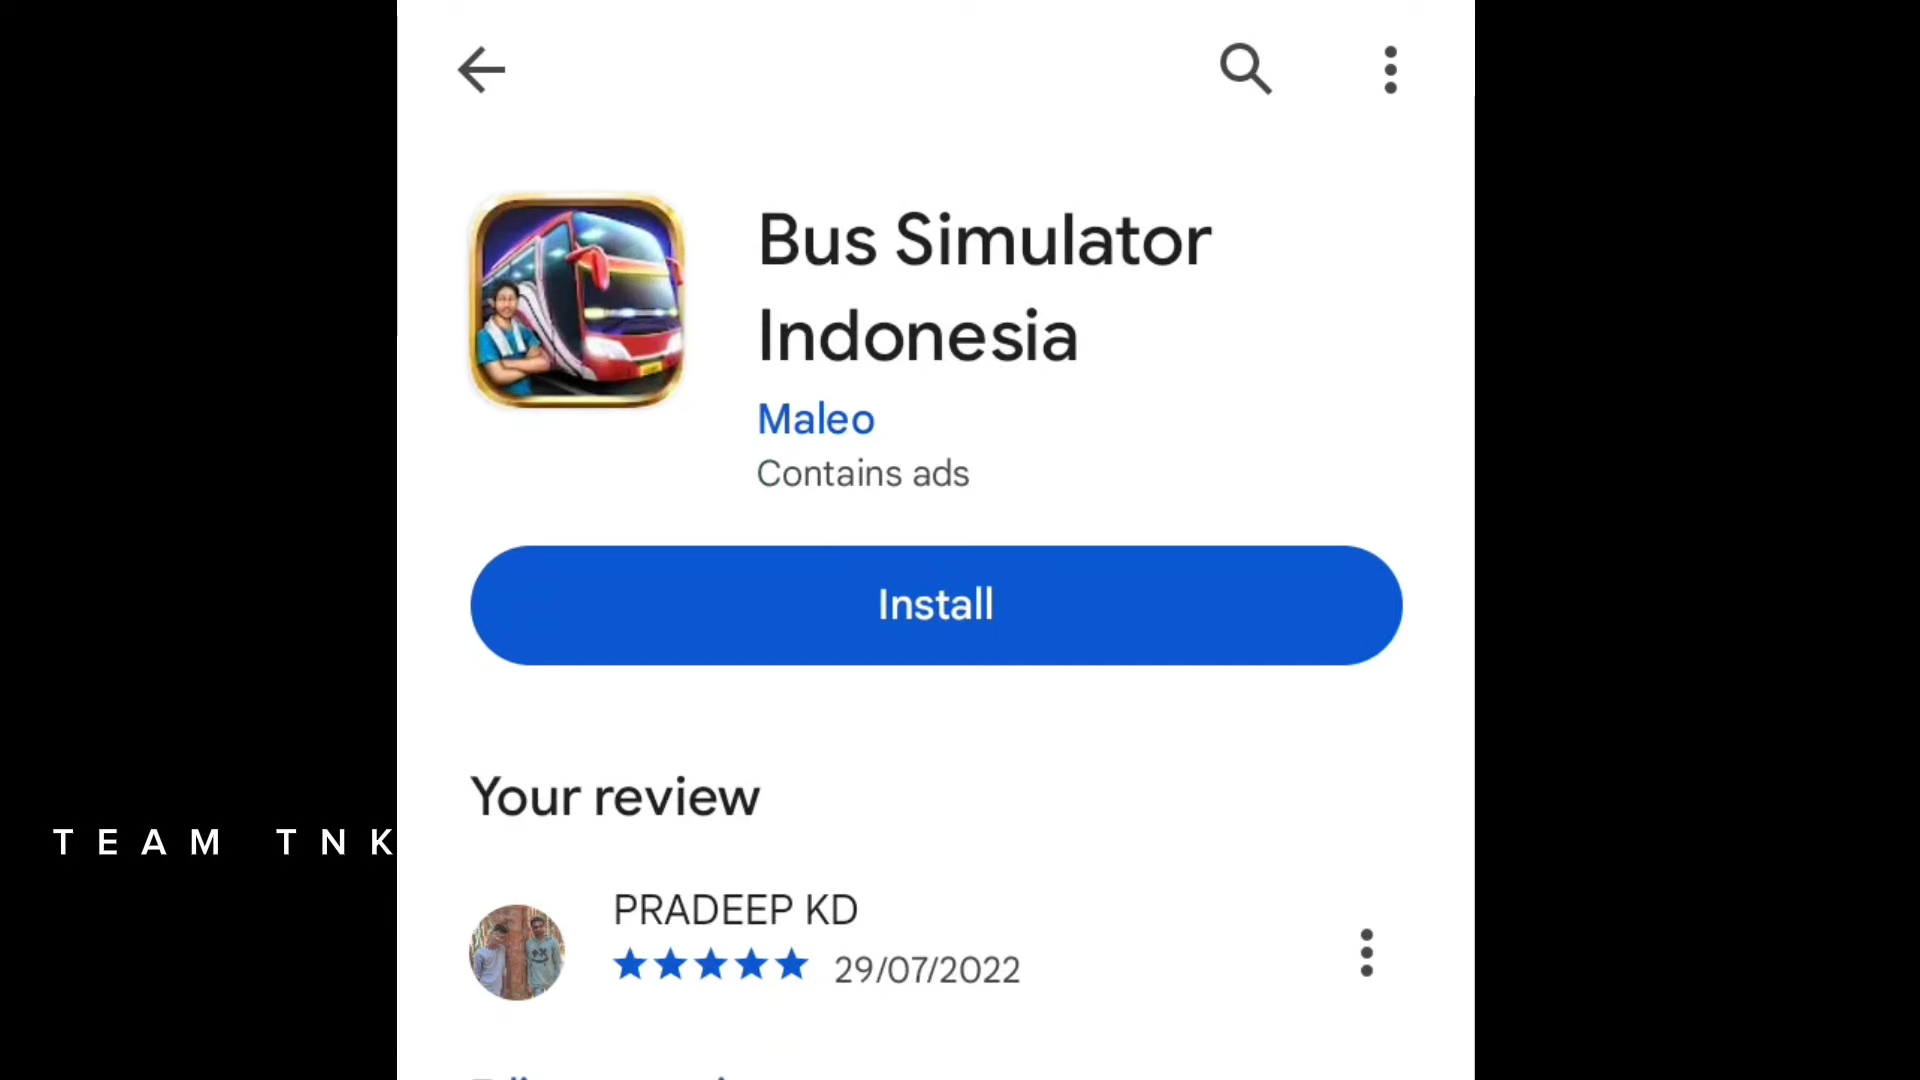 Bus Simulator
Indonesia
Maleo
Contains ads
Install
Your review
TEAM TNK
PRADEEP KD
29/07/2022